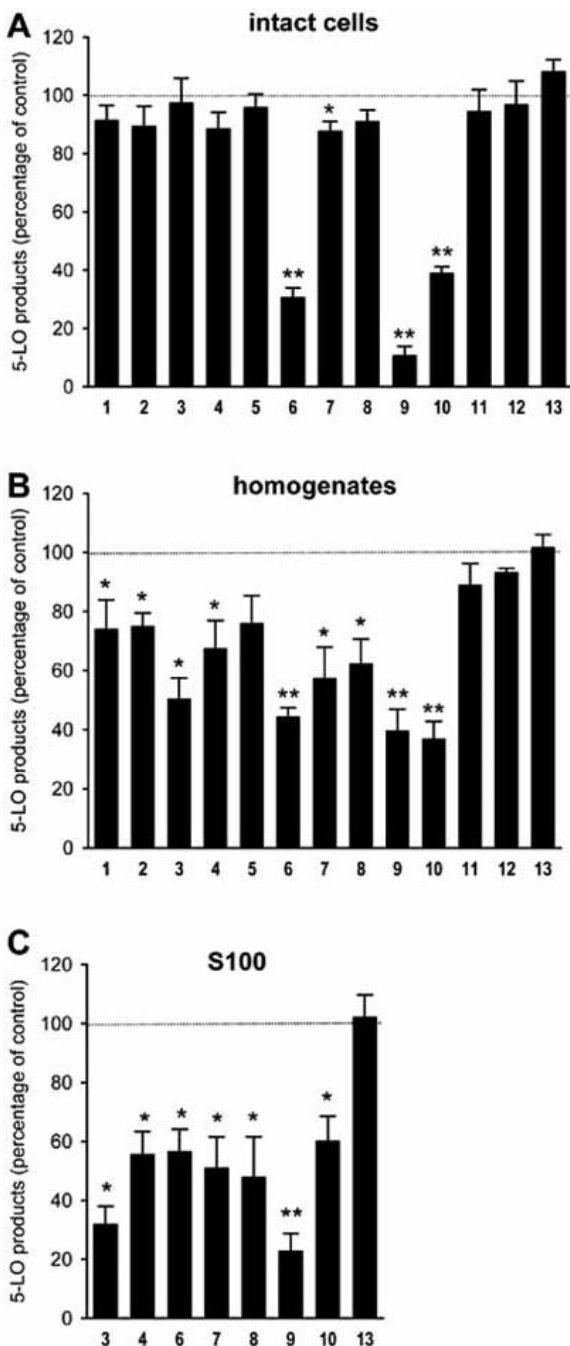 A
intact cells
5-LO products (percentage of control)
120
100
80
60
40
20
0
*
**
**
**
1 2 3 4 5 6 7 8 9 10 11 12 13
B
homogenates
5-LO products (percentage of control)
120
100
80
60
40
20
0
* * * * ** * * ** **
1 2 3 4 5 6 7 8 9 10 11 12 13
C
S100
5-LO products (percentage of control)
120
100
80
60
40
20
0
* * * * * ** *
3 4 6 7 8 9 10 13